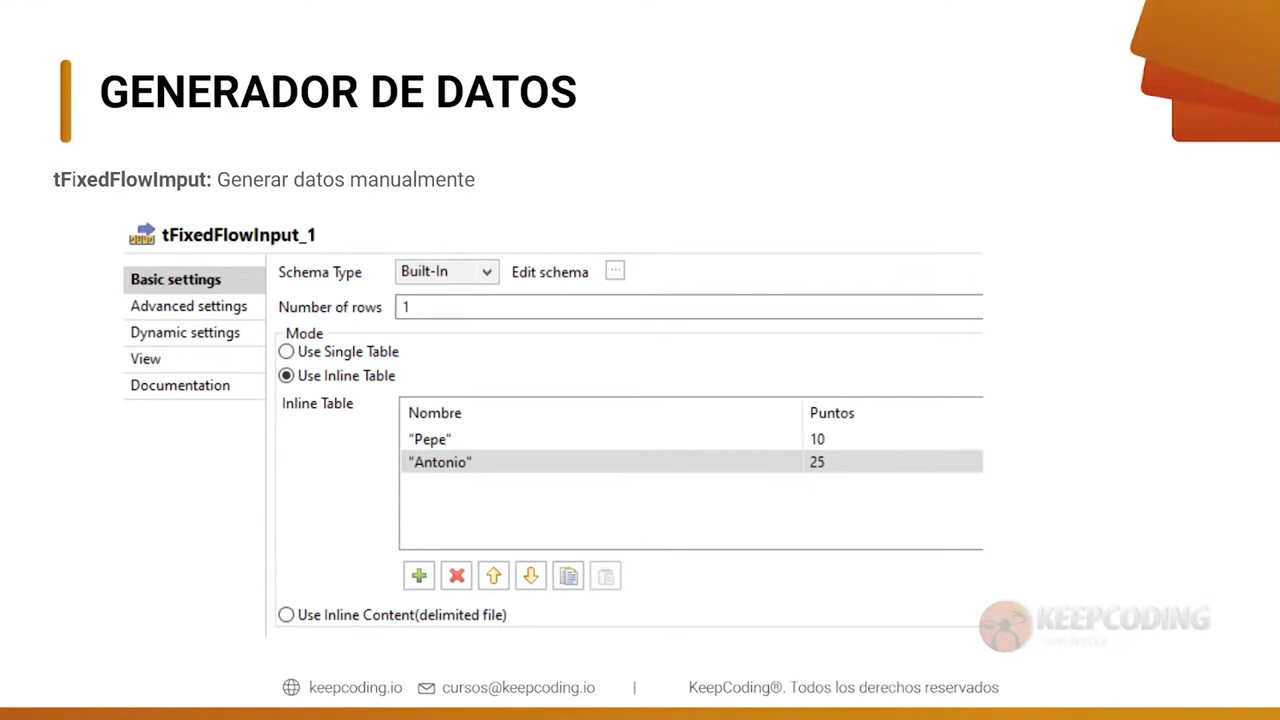 GENERADOR DE DATOS
tFixedFlowImput: Generar datos manualmente
tFixedFlowInput_1
Basic settings
Advanced settings
Dynamic settings
View
Documentation
Schema Type Built-In Edit schema ...
Number of rows 1
Mode
Use Single Table
Use Inline Table
Inline Table
Nombre Puntos
"Pepe" 10
"Antonio" 25
Use Inline Content(delimited file)
KEEPCODING
keepcoding.io cursos@keepcoding.io | KeepCoding®. Todos los derechos reservados